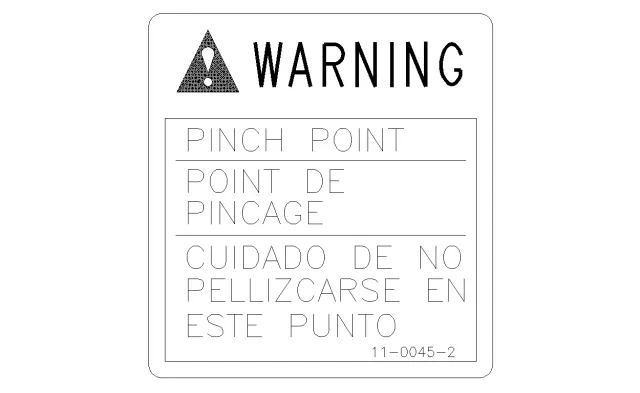 WARNING
PINCH POINT
POINT DE
PINCAGE
CUIDADO DE NO
PELLIZCARSE EN
ESTE PUNTO
11-0045-2